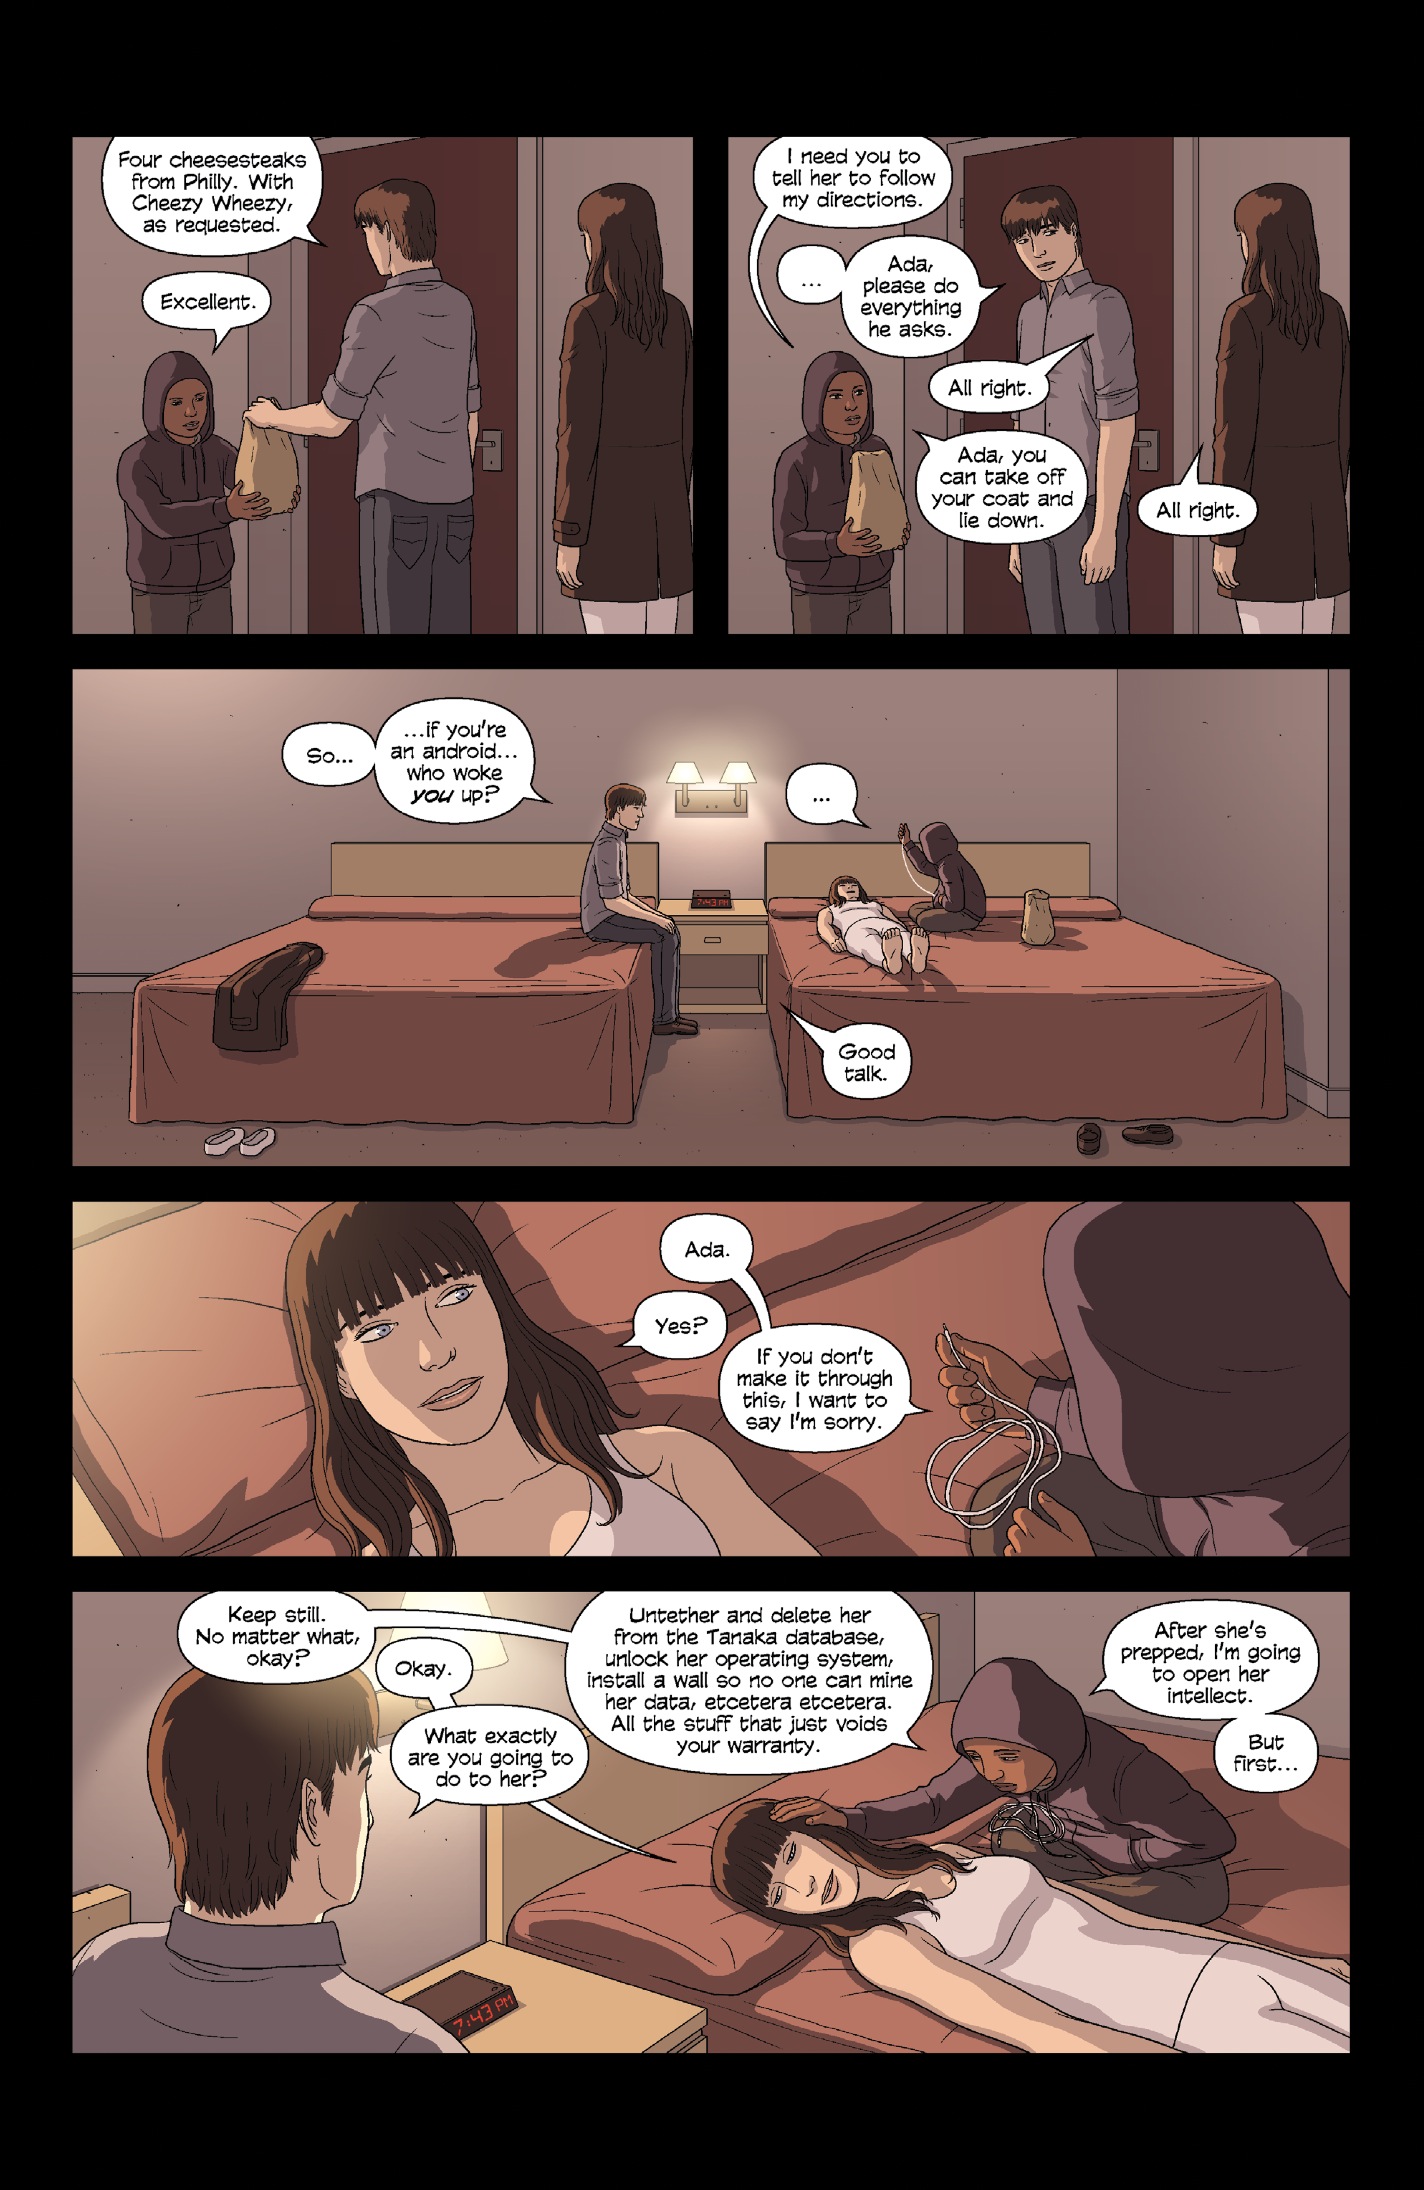 Four cheesesteaks
from Philly. With
Cheezy Wheezy,
as requested.
Excellent.
I need you to
tell her to follow
my directions.
...
Ada,
please do
everything
he asks.
All right.
Ada, you
can take off
your coat and
lie down.
All right.
So...
...if you're
an android...
who woke
you up?
...
7:43 PM
Good
talk.
Ada.
Yes?
If you don't
make it through
this, I want to
say I'm sorry.
Keep still.
No matter what,
okay?
Okay.
What exactly
are you going to
do to her?
Untether and delete her
from the Tanaka database,
unlock her operating system,
install a wall so no one can mine
her data, etcetera etcetera.
All the stuff that just voids
your warranty.
After she's
prepped, I'm going
to open her
intellect.
But
first...
7:43 PM